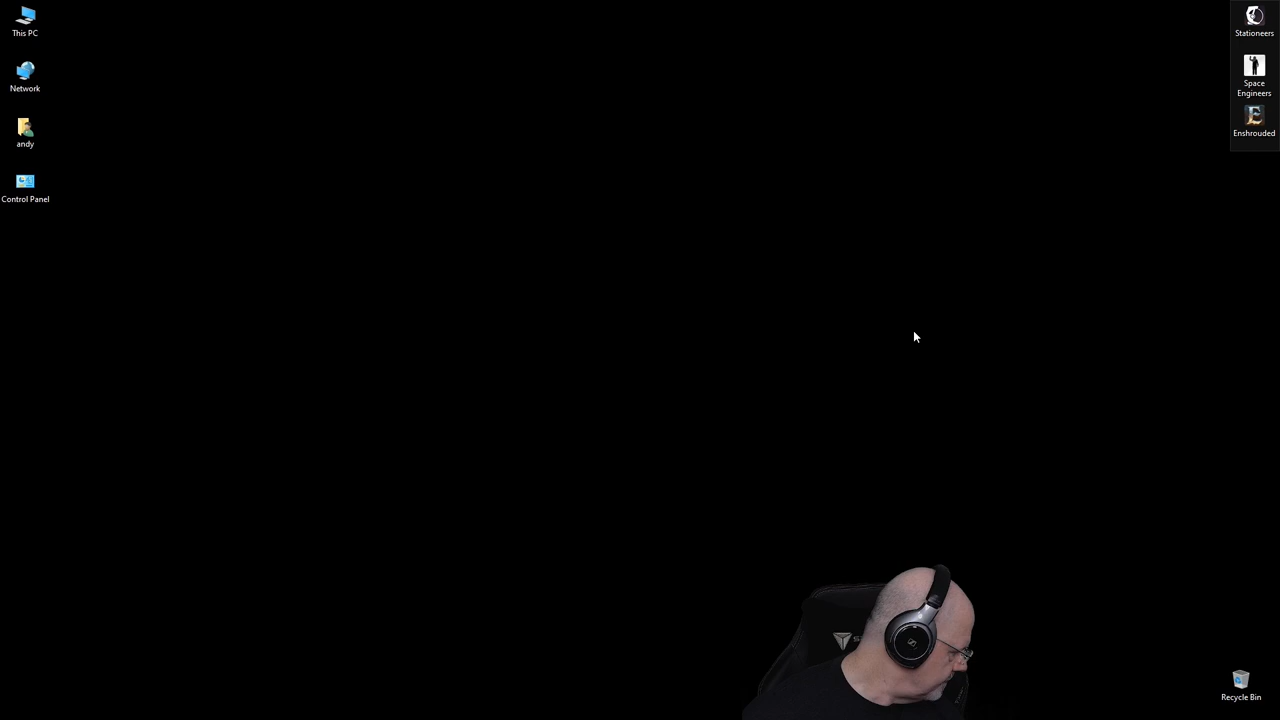 This PC
Network
andy
Control Panel
Stationeers
Space
Engineers
Enshrouded
Recycle Bin